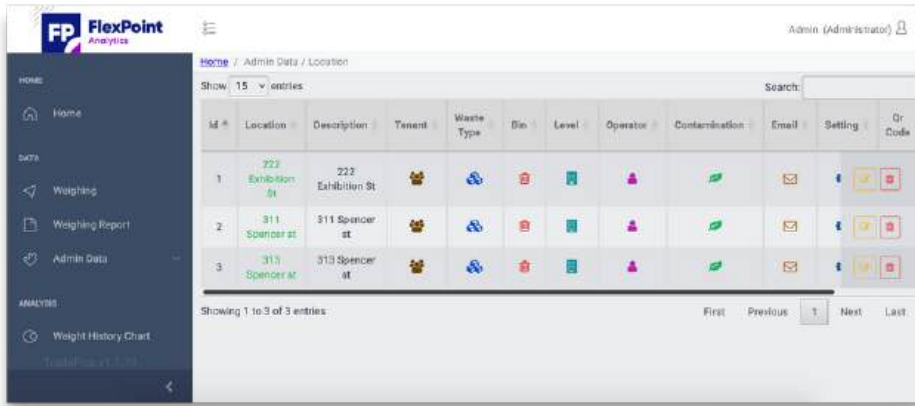 FP FlexPoint
Analytics
Admin (Administrator)
Home / Admin Data / Location
Show 15 entries
Search:
HOME
Home
DATA
Weighing
Weighing Report
Admin Data
ANALYTICS
Weight History Chart
Id Location Description Tenant Waste Type Bin Level Operator Contamination Email Setting Qr Code
1 222 Exhibition St 222 Exhibition St
2 311 Spencer st 311 Spencer st
3 313 Spencer st 313 Spencer st
Showing 1 to 3 of 3 entries
First Previous 1 Next Last